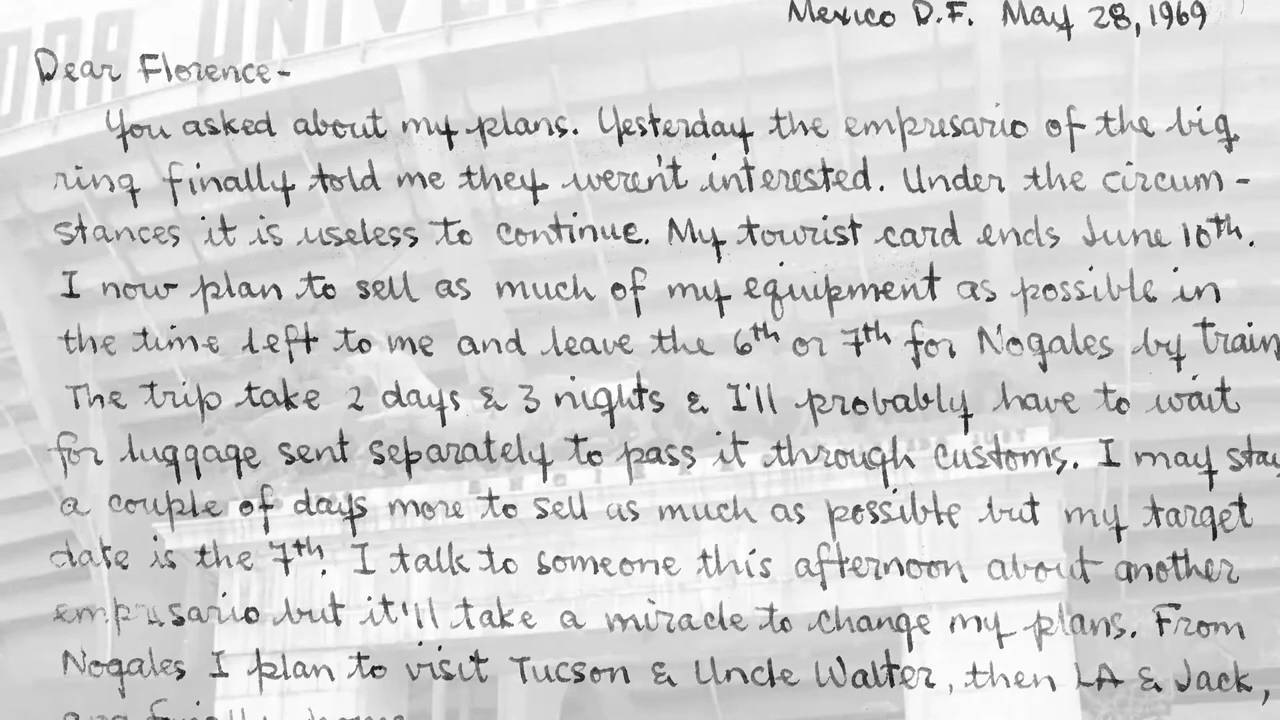 Mexico D.F. May 28, 1969
Dear Florence-
You asked about my plans. Yesterday the empresario of the big
ring finally told me they weren't interested. Under the circum-
stances it is useless to continue. My tourist card ends June 10th.
I now plan to sell as much of my equipment as possible in
the time left to me and leave the 6th or 7th for Nogales by train
The trip take 2 days & 3 nights & I'll probably have to wait
for luggage sent separately to pass it through customs. I may stay
a couple of days more to sell as much as possible but my target
date is the 7th. I talk to someone this afternoon about another
empresario but it'll take a miracle to change my plans. From
Nogales I plan to visit Tucson & Uncle Walter, then LA & Jack,
and finally home